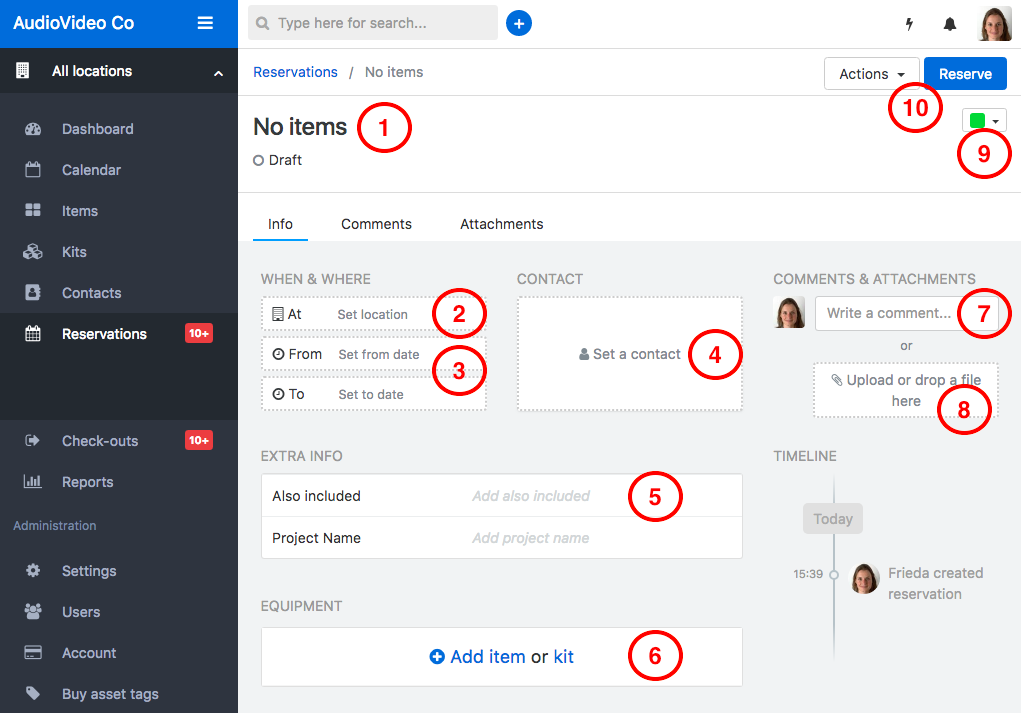 AudioVideo Co
Type here for search...
All locations
Reservations / No items
Actions
Reserve
10
No items
1
9
Draft
Dashboard
Calendar
Items
Kits
Contacts
Reservations 10+
Check-outs 10+
Reports
Administration
Settings
Users
Account
Buy asset tags
Info
Comments
Attachments
WHEN & WHERE
At Set location
2
From Set from date
3
To Set to date
CONTACT
Set a contact
4
COMMENTS & ATTACHMENTS
Write a comment...
7
or
Upload or drop a file
here
8
EXTRA INFO
Also included Add also included
5
Project Name Add project name
EQUIPMENT
Add item or kit
6
TIMELINE
Today
15:39
Frieda created
reservation